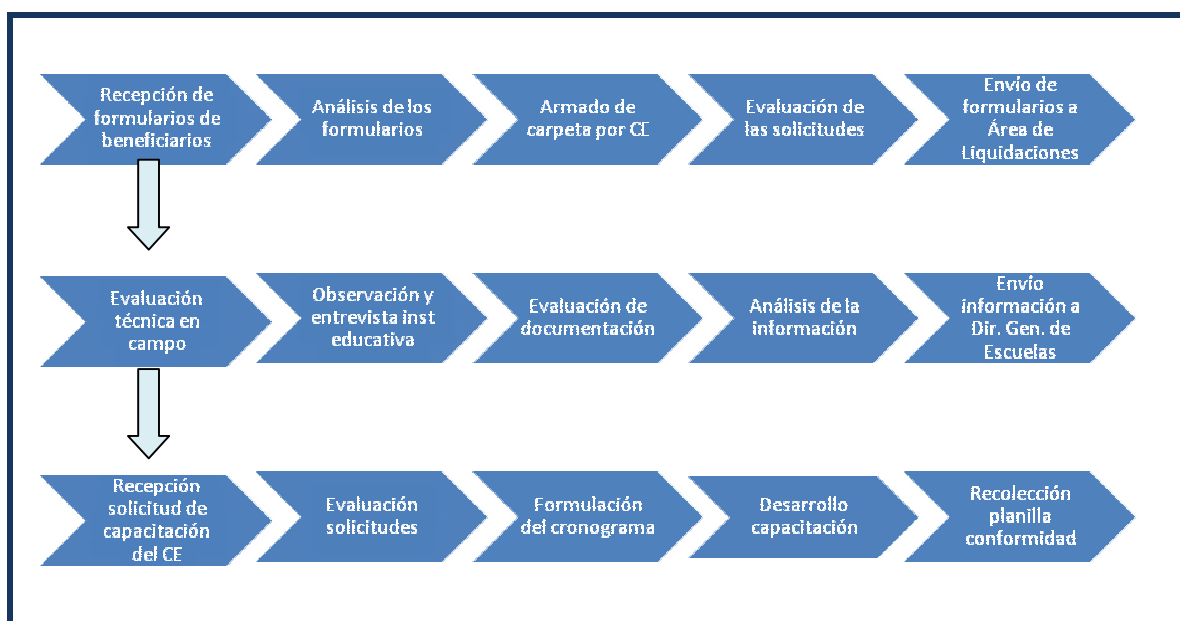 Recepción de
formularios de
beneficiarios
Análisis de los
formularios
Armado de
carpeta por CE
Evaluación de
las solicitudes
Envío de
formularios a
Área de
Liquidaciones
Evaluación
técnica en
campo
Observación y
entrevista inst
educativa
Evaluación de
documentación
Análisis de la
información
Envío
información a
Dir. Gen. de
Escuelas
Recepción
solicitud de
capacitación
del CE
Evaluación
solicitudes
Formulación
del cronograma
Desarrollo
capacitación
Recolección
planilla
conformidad